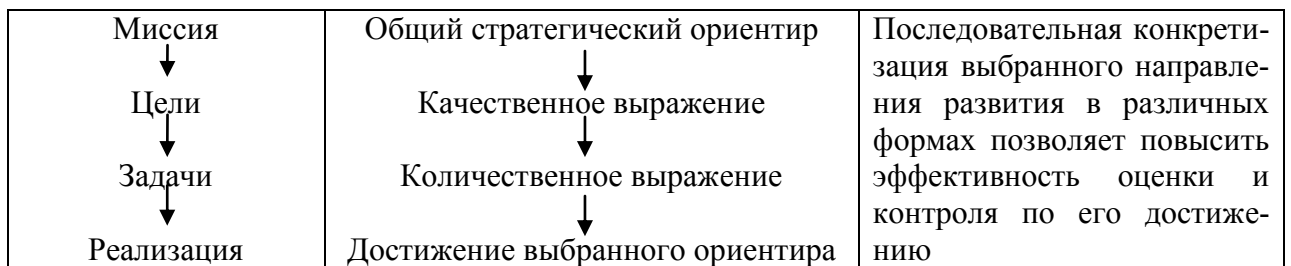 Миссия
Цели
Задачи
Реализация
Общий стратегический ориентир
Качественное выражение
Количественное выражение
Достижение выбранного ориентира
Последовательная конкрети-
зация выбранного направле-
ния развития в различных
формах позволяет повысить
эффективность оценки и
контроля по его достиже-
нию